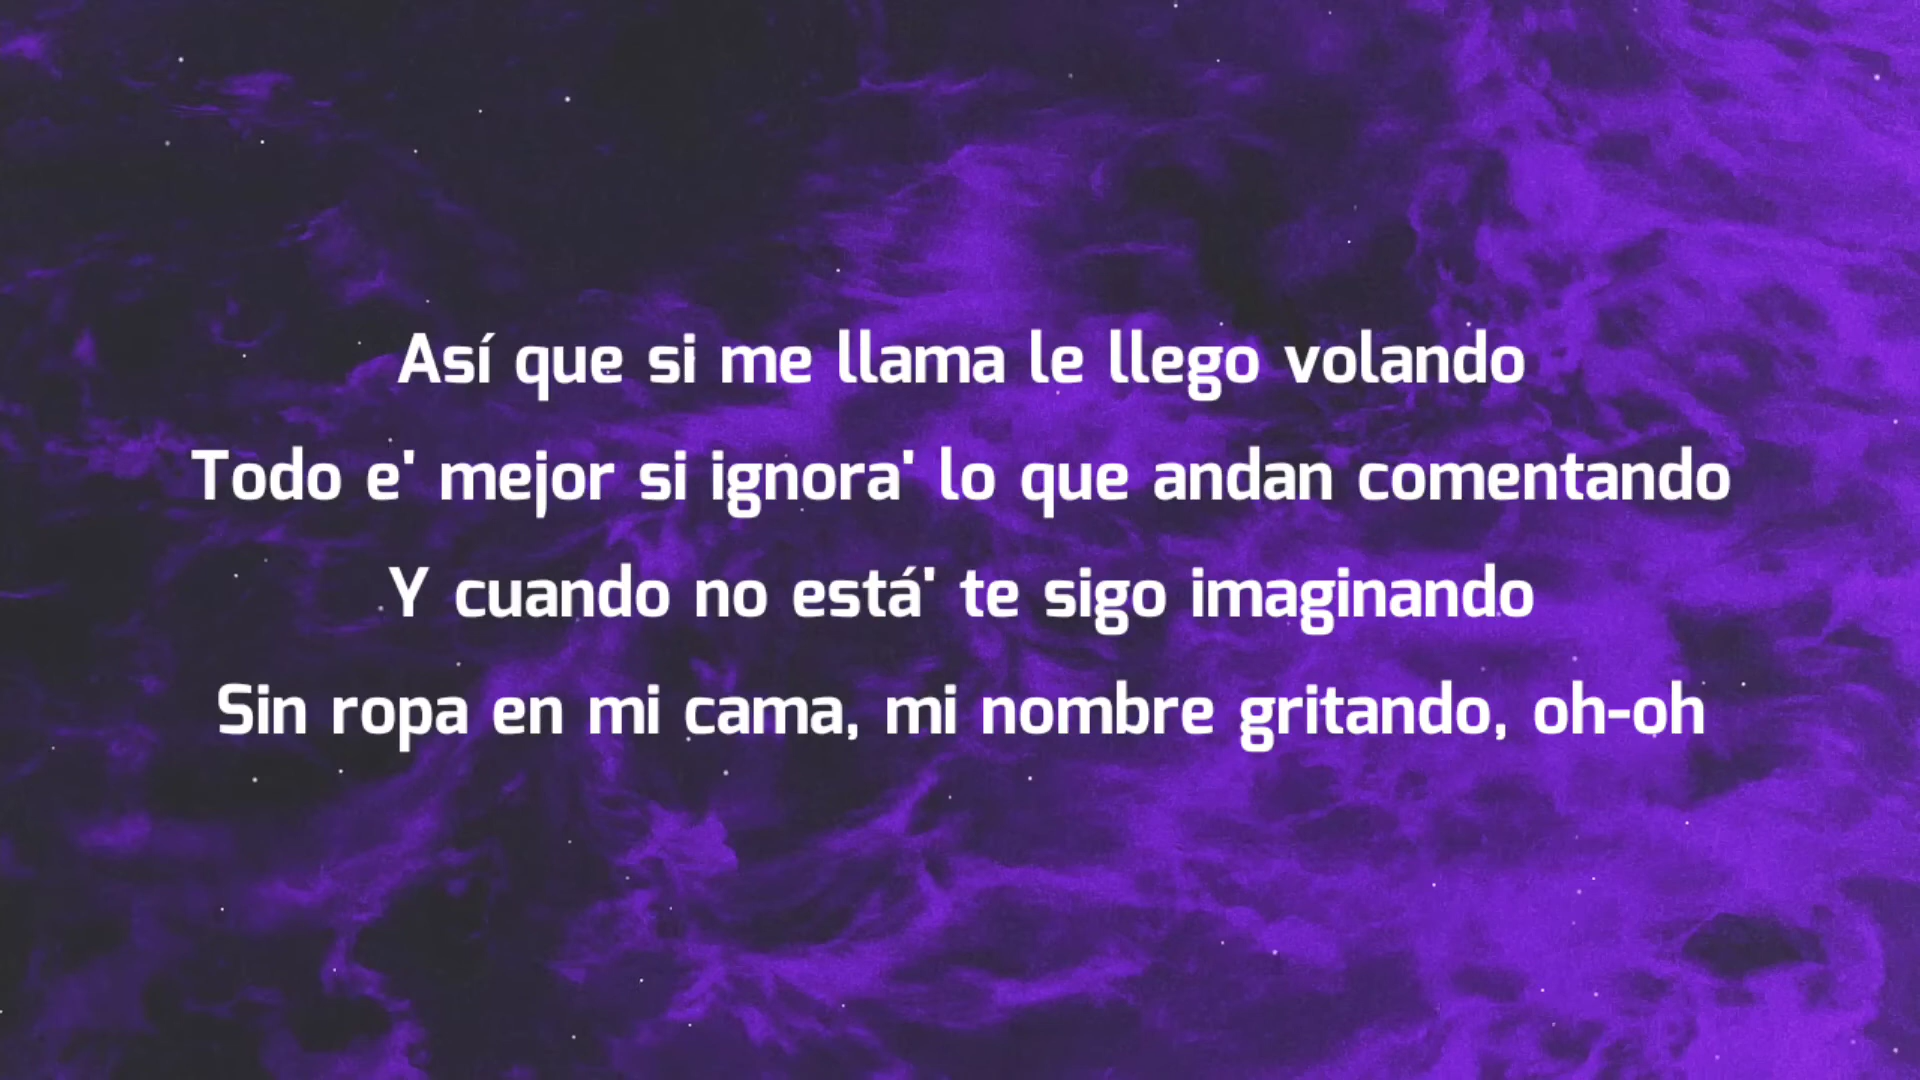 Así que si me llama le llego volando
Todo e' mejor si ignora' lo que andan comentando
Y cuando no está' te sigo imaginando
Sin ropa en mi cama, mi nombre gritando, oh-oh